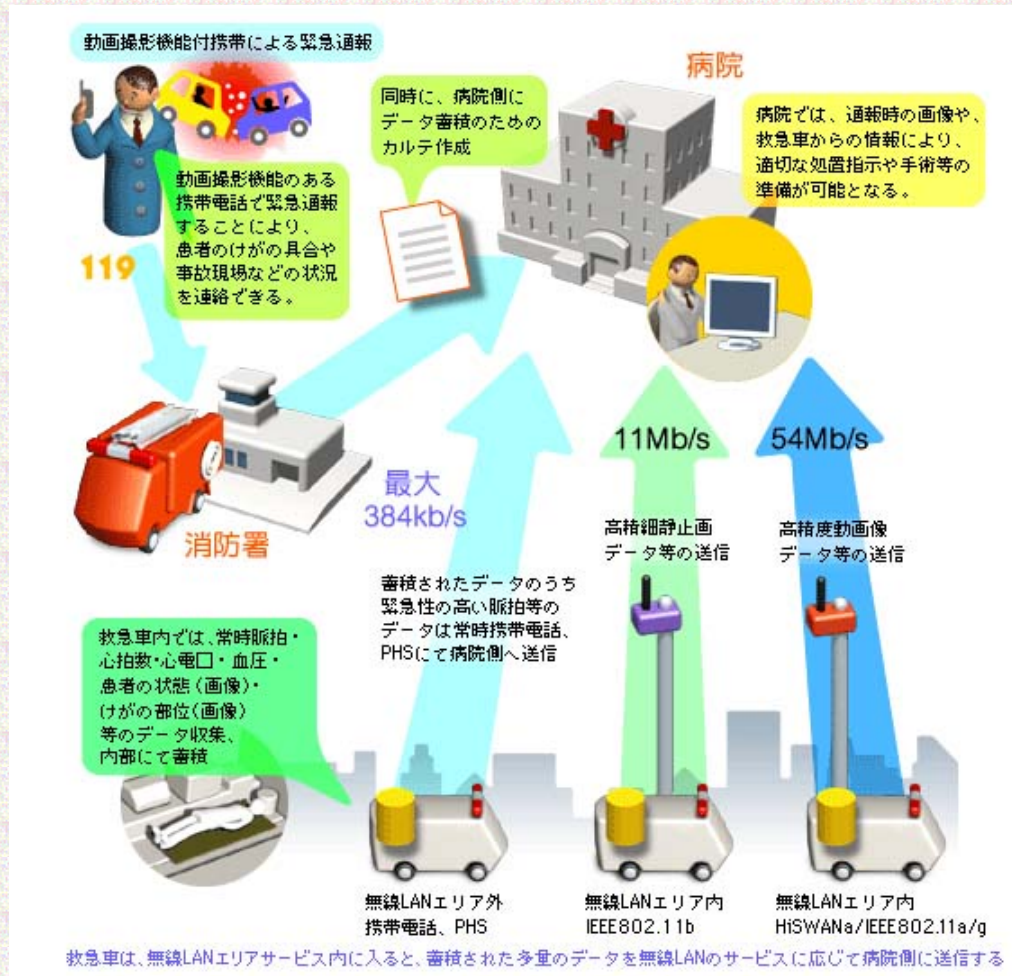 動画撮影機能付携帯による緊急通報
動画撮影機能のある
携帯電話で緊急通報
することにより、
患者のけがの具合や
事故現場などの状況
を連絡できる。
119
同時に、病院側に
データ蓄積のための
カルテ作成
病院
病院では、通報時の画像や、
救急車からの情報により、
適切な処置指示や手術等の
準備が可能となる。
消防署
最大
384kb/s
11Mb/s
54Mb/s
蓄積されたデータのうち
緊急性の高い脈拍等の
データは常時携帯電話、
PHSにて病院側へ送信
高精細静止画
データ等の送信
高精度動画像
データ等の送信
救急車内では、常時脈拍・
心拍数・心電口・血圧・
患者の状態(画像)・
けがの部位(画像)
等のデータ収集、
内部にて蓄積
無線LANエリア外
携帯電話、PHS
無線LANエリア内
IEEE802.11b
無線LANエリア内
HiSWANa/IEEE802.11a/g
救急車は、無線LANエリアサービス内に入ると、蓄積された多量のデータを無線LANのサービスに応じて病院側に送信する